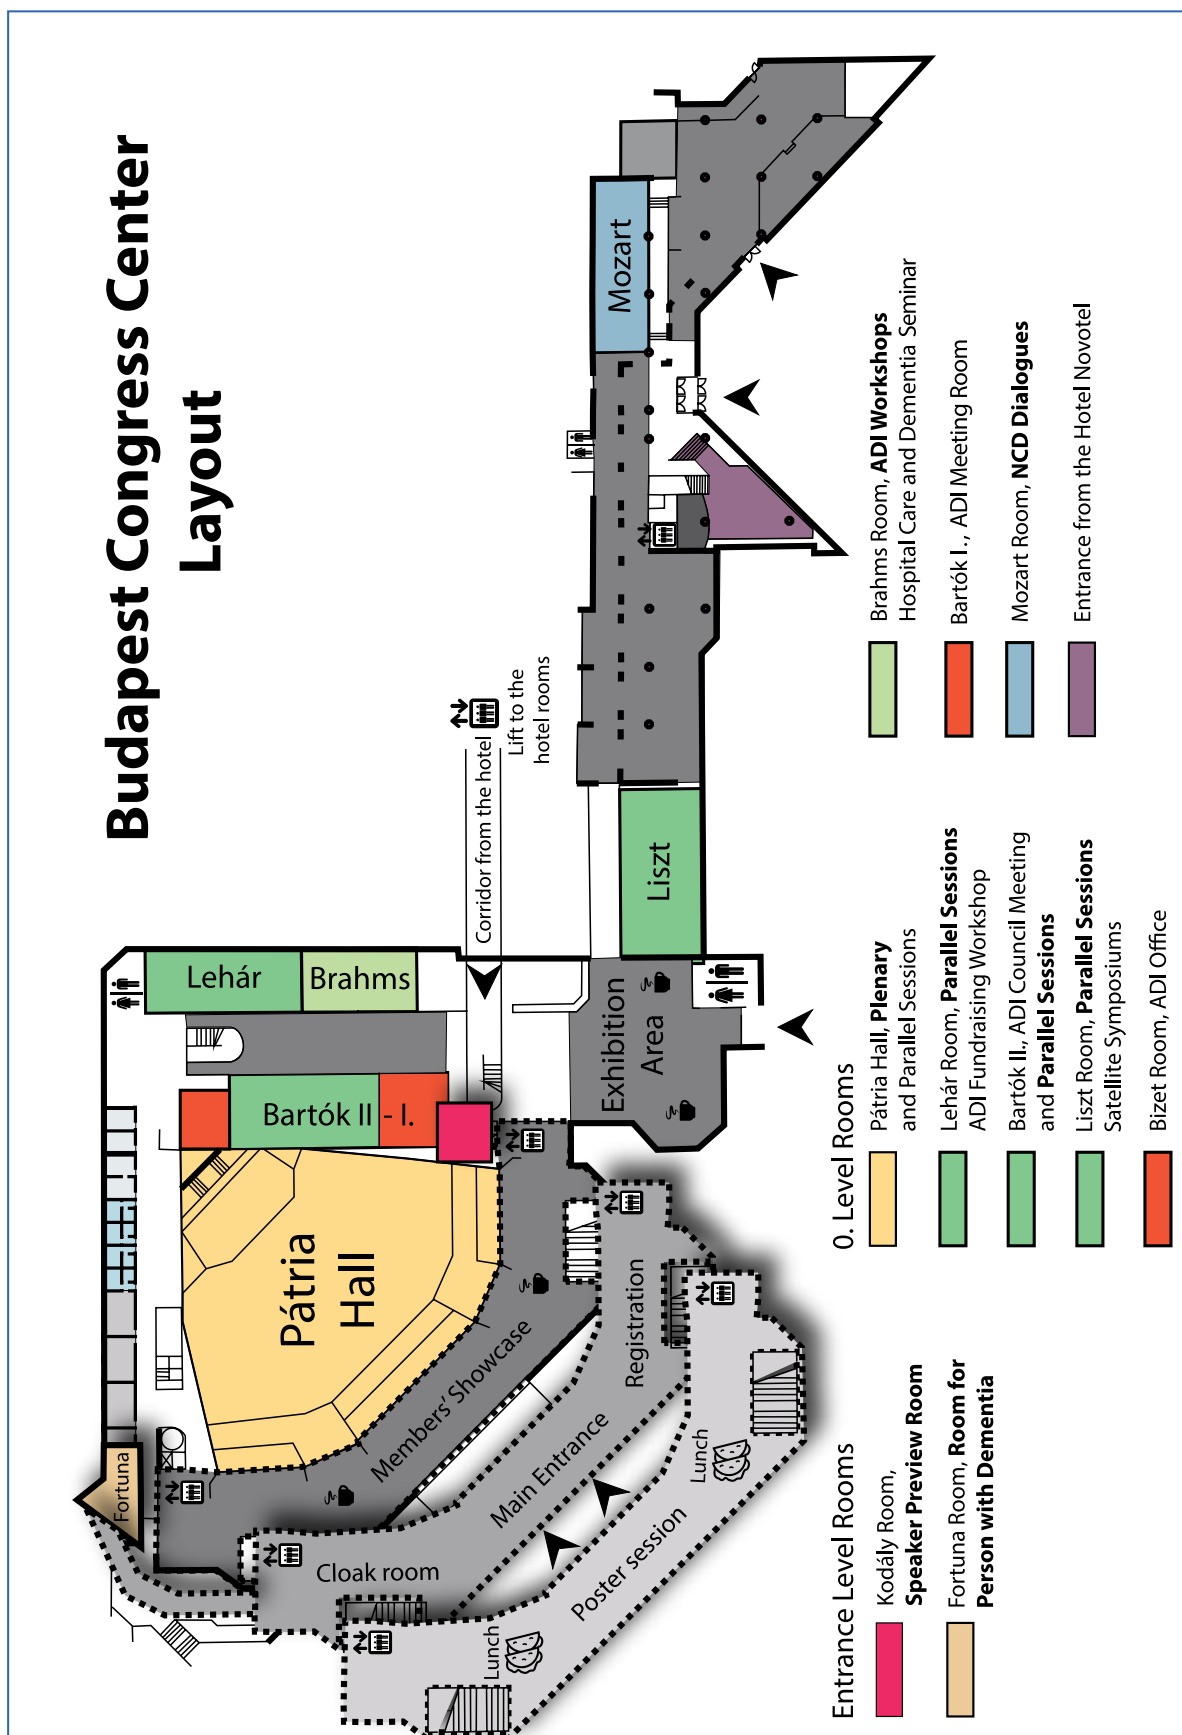 Budapest Congress Center
Layout
Fortuna
Pátria
Hall
Lehár
Brahms
Bartók II - I.
Members' Showcase
Cloak room
Main Entrance
Registration
Lunch
Poster session
Lunch
Exhibition
Area
Corridor from the hotel
Lift to the
hotel rooms
Liszt
Mozart
Entrance Level Rooms
Kodály Room,
Speaker Preview Room
Fortuna Room, Room for
Person with Dementia
0. Level Rooms
Pátria Hall, Plenary
and Parallel Sessions
Lehár Room, Parallel Sessions
ADI Fundraising Workshop
Bartók II., ADI Council Meeting
and Parallel Sessions
Liszt Room, Parallel Sessions
Satellite Symposiums
Bizet Room, ADI Office
Brahms Room, ADI Workshops
Hospital Care and Dementia Seminar
Bartók I., ADI Meeting Room
Mozart Room, NCD Dialogues
Entrance from the Hotel Novotel